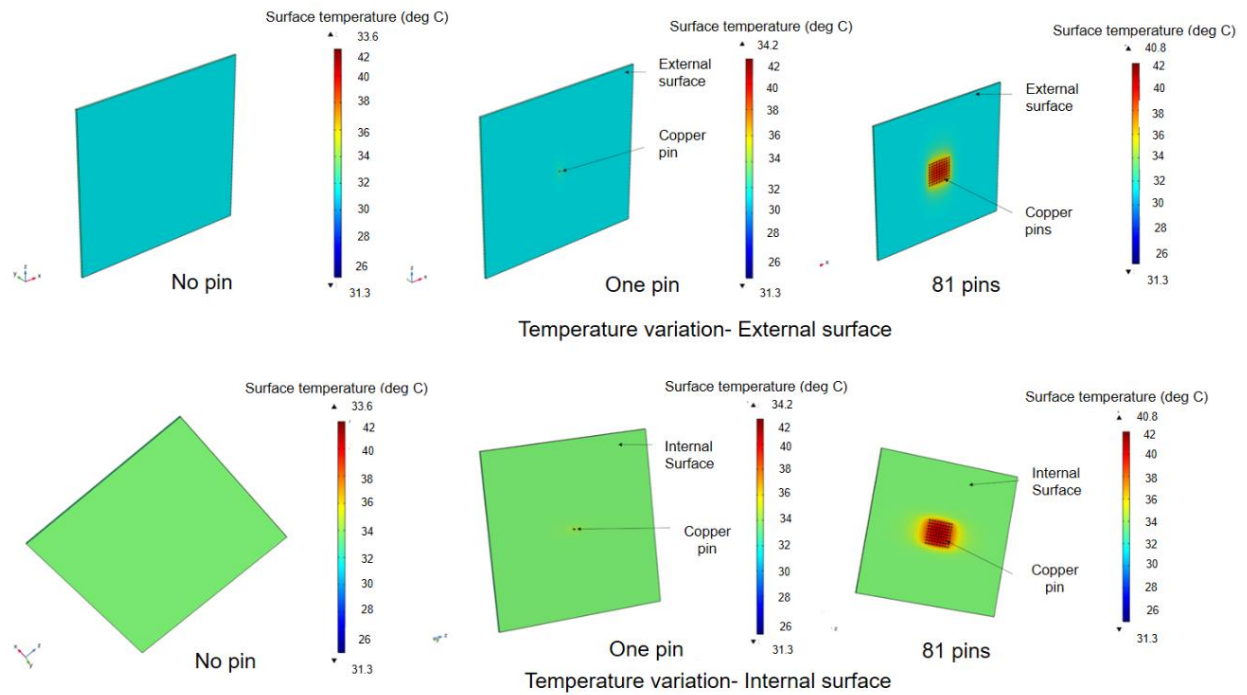 Surface temperature (deg C)
33.6
42
40
38
36
34
32
30
28
26
31.3
No pin
Surface temperature (deg C)
34.2
42
40
38
36
34
32
30
28
26
31.3
External
surface
Copper
pin
One pin
Surface temperature (deg C)
40.8
42
40
38
36
34
32
30
28
26
31.3
External
surface
Copper
pins
81 pins
Temperature variation- External surface
Surface temperature (deg C)
33.6
42
40
38
36
34
32
30
28
26
31.3
No pin
Surface temperature (deg C)
34.2
42
40
38
36
34
32
30
28
26
31.3
Internal
Surface
Copper
pin
One pin
Surface temperature (deg C)
40.8
42
40
38
36
34
32
30
28
26
31.3
Internal
Surface
Copper
pin
81 pins
Temperature variation- Internal surface